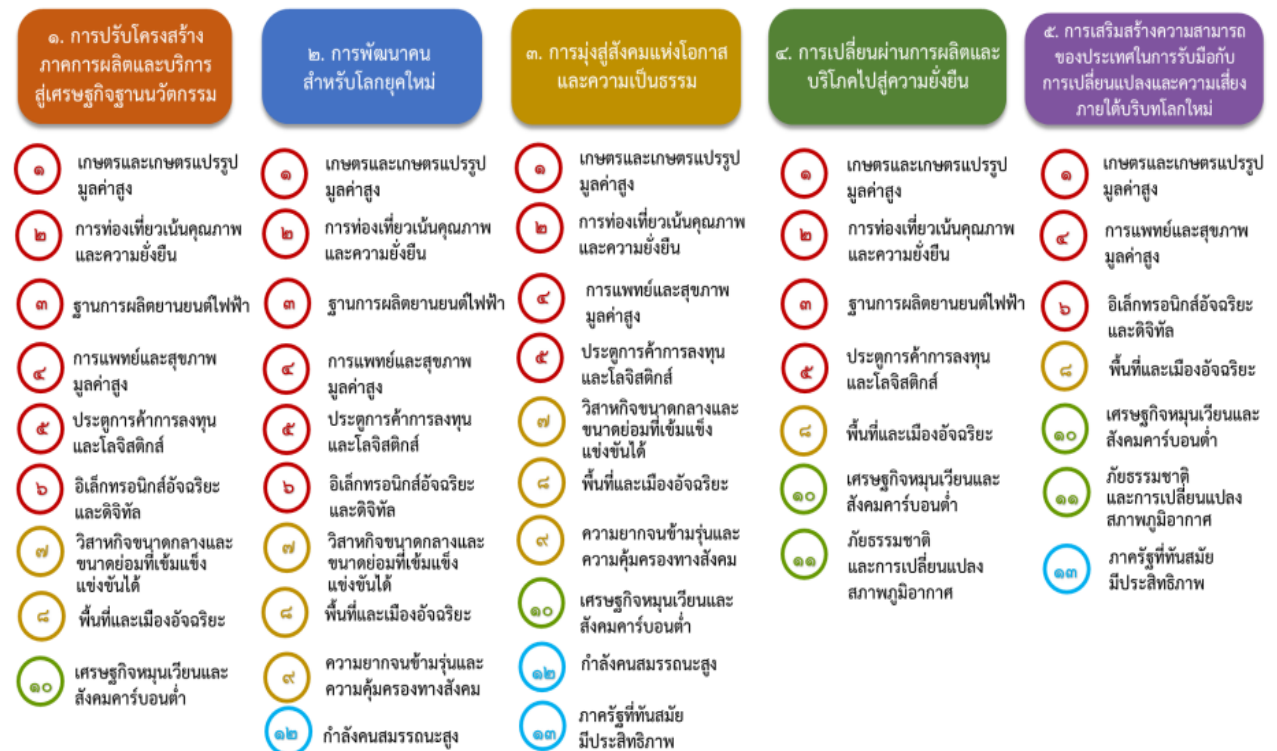 ๑. การปรับโครงสร้าง
ภาคการผลิตและบริการ
สู่เศรษฐกิจฐานนวัตกรรม
๑
เกษตรและเกษตรแปรรูป
มูลค่าสูง
๒
การท่องเที่ยวเน้นคุณภาพ
และความยั่งยืน
๓
ฐานการผลิตยานยนต์ไฟฟ้า
๔
การแพทย์และสุขภาพ
มูลค่าสูง
๕
ประตูการค้าการลงทุน
และโลจิสติกส์
๖
อิเล็กทรอนิกส์อัจฉริยะ
และดิจิทัล
๗
วิสาหกิจขนาดกลางและ
ขนาดย่อมที่เข้มแข็ง
แข่งขันได้
๘
พื้นที่และเมืองอัจฉริยะ
๑๐
เศรษฐกิจหมุนเวียนและ
สังคมคาร์บอนต่ำ
๒. การพัฒนาคน
สำหรับโลกยุคใหม่
๑
เกษตรและเกษตรแปรรูป
มูลค่าสูง
๒
การท่องเที่ยวเน้นคุณภาพ
และความยั่งยืน
๓
ฐานการผลิตยานยนต์ไฟฟ้า
๔
การแพทย์และสุขภาพ
มูลค่าสูง
๕
ประตูการค้าการลงทุน
และโลจิสติกส์
๖
อิเล็กทรอนิกส์อัจฉริยะ
และดิจิทัล
๗
วิสาหกิจขนาดกลางและ
ขนาดย่อมที่เข้มแข็ง
แข่งขันได้
๘
พื้นที่และเมืองอัจฉริยะ
๙
ความยากจนข้ามรุ่นและ
ความคุ้มครองทางสังคม
๑๒
กำลังคนสมรรถนะสูง
๓. การมุ่งสู่สังคมแห่งโอกาส
และความเป็นธรรม
๑
เกษตรและเกษตรแปรรูป
มูลค่าสูง
๒
การท่องเที่ยวเน้นคุณภาพ
และความยั่งยืน
๔
การแพทย์และสุขภาพ
มูลค่าสูง
๕
ประตูการค้าการลงทุน
และโลจิสติกส์
๗
วิสาหกิจขนาดกลางและ
ขนาดย่อมที่เข้มแข็ง
แข่งขันได้
๘
พื้นที่และเมืองอัจฉริยะ
๙
ความยากจนข้ามรุ่นและ
ความคุ้มครองทางสังคม
๑๐
เศรษฐกิจหมุนเวียนและ
สังคมคาร์บอนต่ำ
๑๒
กำลังคนสมรรถนะสูง
๑๓
ภาครัฐที่ทันสมัย
มีประสิทธิภาพ
๔. การเปลี่ยนผ่านการผลิตและ
บริโภคไปสู่ความยั่งยืน
๑
เกษตรและเกษตรแปรรูป
มูลค่าสูง
๒
การท่องเที่ยวเน้นคุณภาพ
และความยั่งยืน
๓
ฐานการผลิตยานยนต์ไฟฟ้า
๕
ประตูการค้าการลงทุน
และโลจิสติกส์
๘
พื้นที่และเมืองอัจฉริยะ
๑๐
เศรษฐกิจหมุนเวียนและ
สังคมคาร์บอนต่ำ
๑๑
ภัยธรรมชาติ
และการเปลี่ยนแปลง
สภาพภูมิอากาศ
๕. การเสริมสร้างความสามารถ
ของประเทศในการรับมือกับ
การเปลี่ยนแปลงและความเสี่ยง
ภายใต้บริบทโลกใหม่
๑
เกษตรและเกษตรแปรรูป
มูลค่าสูง
๔
การแพทย์และสุขภาพ
มูลค่าสูง
๖
อิเล็กทรอนิกส์อัจฉริยะ
และดิจิทัล
๘
พื้นที่และเมืองอัจฉริยะ
๑๐
เศรษฐกิจหมุนเวียนและ
สังคมคาร์บอนต่ำ
๑๑
ภัยธรรมชาติ
และการเปลี่ยนแปลง
สภาพภูมิอากาศ
๑๓
ภาครัฐที่ทันสมัย
มีประสิทธิภาพ